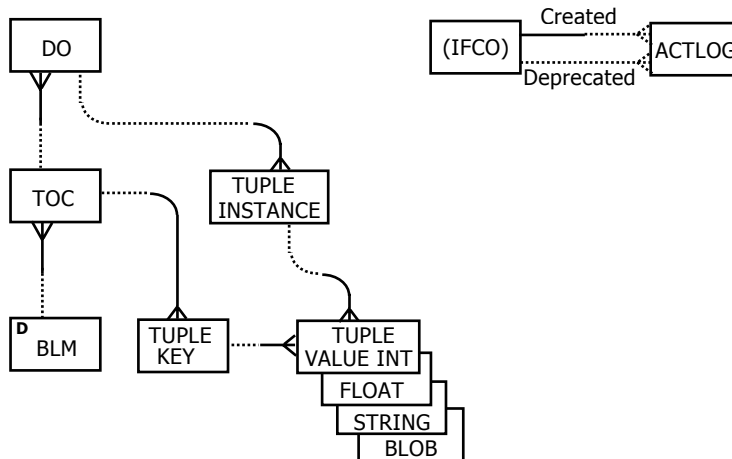 DO
Created
(IFCO)
ACTLOG
Deprecated
TOC
TUPLE
INSTANCE
D
BLM
TUPLE
KEY
TUPLE
VALUE INT
FLOAT
STRING
BLOB